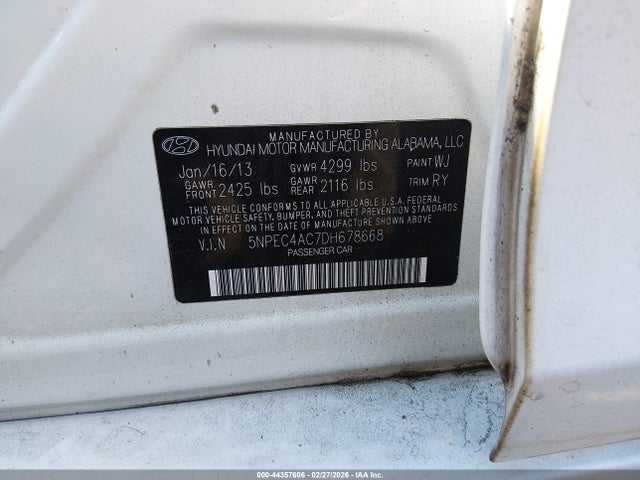 MANUFACTURED BY
HYUNDAI MOTOR MANUFACTURING ALABAMA, LLC
Jan/16/13 GVWR 4299 lbs PAINT WJ
GAWR FRONT 2425 lbs GAWR REAR 2116 lbs TRIM RY
THIS VEHICLE CONFORMS TO ALL APPLICABLE U.S.A. FEDERAL
MOTOR VEHICLE SAFETY, BUMPER, AND THEFT PREVENTION STANDARDS
IN EFFECT ON THE DATE OF MANUFACTURE SHOWN ABOVE.
V.I.N 5NPEC4AC7DH678668
PASSENGER CAR
000-44357606 - 02/27/2026 - IAA Inc.